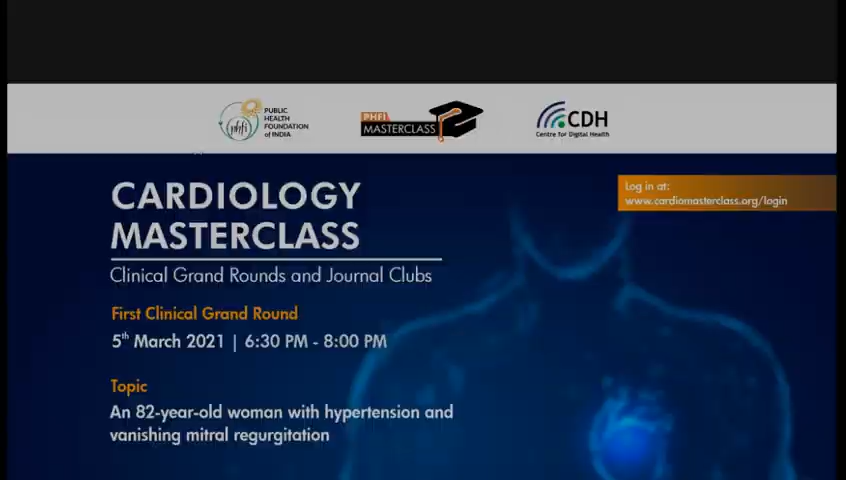 phfi
PUBLIC
HEALTH
FOUNDATION
of INDIA
PHFI
MASTERCLASS
CDH
Centre for Digital Health
CARDIOLOGY
MASTERCLASS
Log in at:
www.cardiomasterclass.org/login
Clinical Grand Rounds and Journal Clubs
First Clinical Grand Round
5th March 2021 | 6:30 PM - 8:00 PM
Topic
An 82-year-old woman with hypertension and
vanishing mitral regurgitation